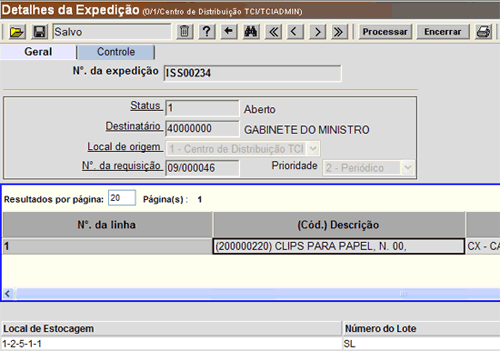 Detalhes da Expedição (0/1/Centro de Distribuição TCI/TCIADMIN)
Salvo ? Processar Encerrar
Geral Controle
Nº. da expedição ISS00234
Status 1 Aberto
Destinatário 40000000 GABINETE DO MINISTRO
Local de origem 1 - Centro de Distribuição TCI
Nº. da requisição 09/000046 Prioridade 2 - Periódico
Resultados por página: 20 Página(s) : 1
Nº. da linha (Cód.) Descrição
1 (200000220) CLIPS PARA PAPEL, N. 00, CX - CA
Local de Estocagem Número do Lote
1-2-5-1-1 SL